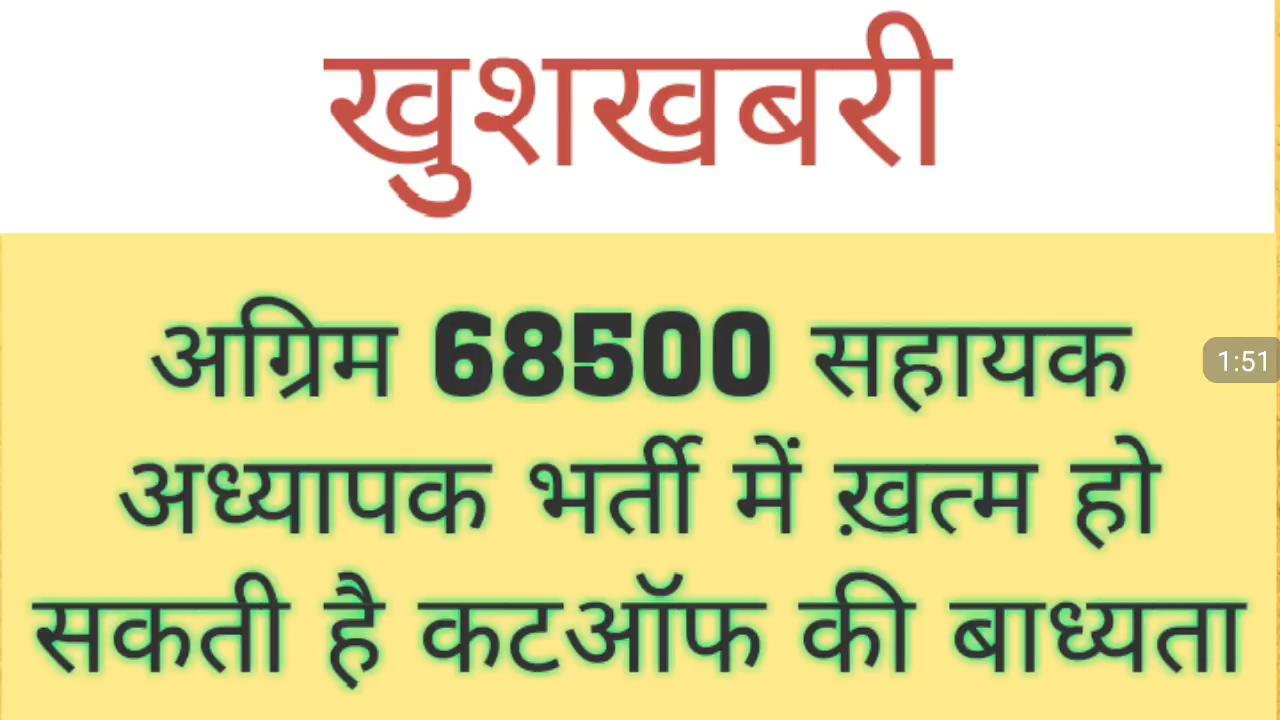 खुशखबरी
अग्रिम 68500 सहायक
1:51
अध्यापक भर्ती में ख़त्म हो
सकती है कटऑफ की बाध्यता